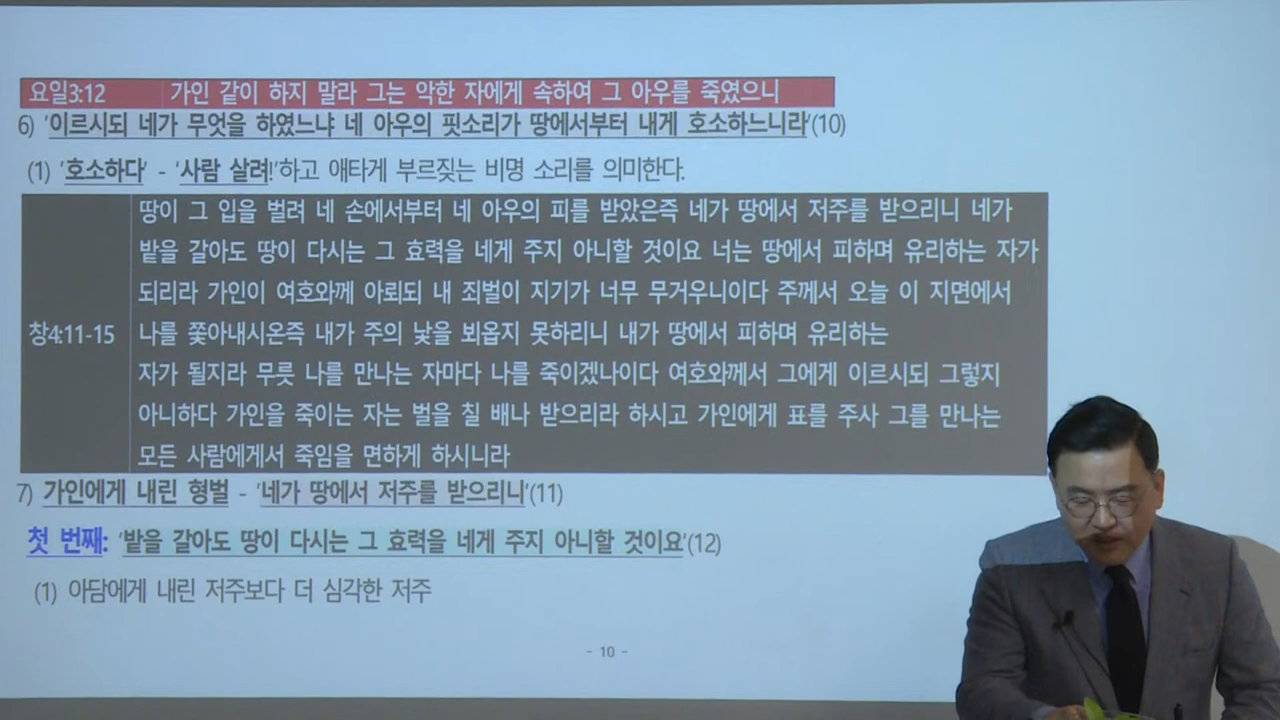 요일3:12 가인 같이 하지 말라 그는 악한 자에게 속하여 그 아우를 죽였으니
6) '이르시되 네가 무엇을 하였느냐 네 아우의 핏소리가 땅에서부터 내게 호소하느니라'(10)
(1) '호소하다' - '사람 살려!'하고 애타게 부르짖는 비명 소리를 의미한다.
땅이 그 입을 벌려 네 손에서부터 네 아우의 피를 받았은즉 네가 땅에서 저주를 받으리니 네가
밭을 갈아도 땅이 다시는 그 효력을 네게 주지 아니할 것이요 너는 땅에서 피하며 유리하는 자가
되리라 가인이 여호와께 아뢰되 내 죄벌이 지기가 너무 무거우니이다 주께서 오늘 이 지면에서
창4:11-15 나를 쫓아내시온즉 내가 주의 낯을 뵈옵지 못하리니 내가 땅에서 피하며 유리하는
자가 될지라 무릇 나를 만나는 자마다 나를 죽이겠나이다 여호와께서 그에게 이르시되 그렇지
아니하다 가인을 죽이는 자는 벌을 칠 배나 받으리라 하시고 가인에게 표를 주사 그를 만나는
모든 사람에게서 죽임을 면하게 하시니라
7) 가인에게 내린 형벌 - '네가 땅에서 저주를 받으리니'(11)
첫 번째: '밭을 갈아도 땅이 다시는 그 효력을 네게 주지 아니할 것이요'(12)
(1) 아담에게 내린 저주보다 더 심각한 저주
- 10 -